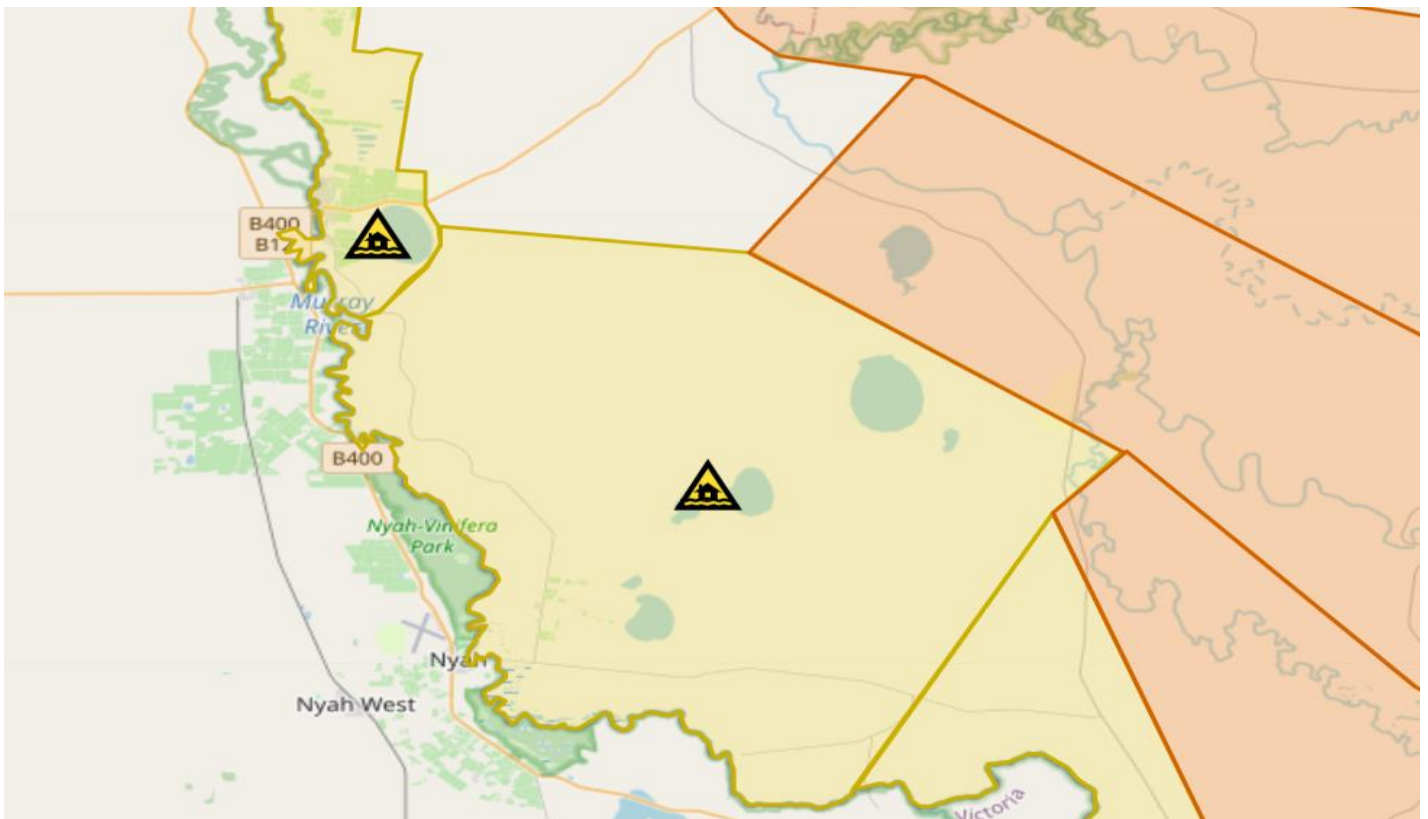 B400
B12
Murray
River
B400
Nyah-Vinifera
Park
Nyah
Nyah West
Victoria